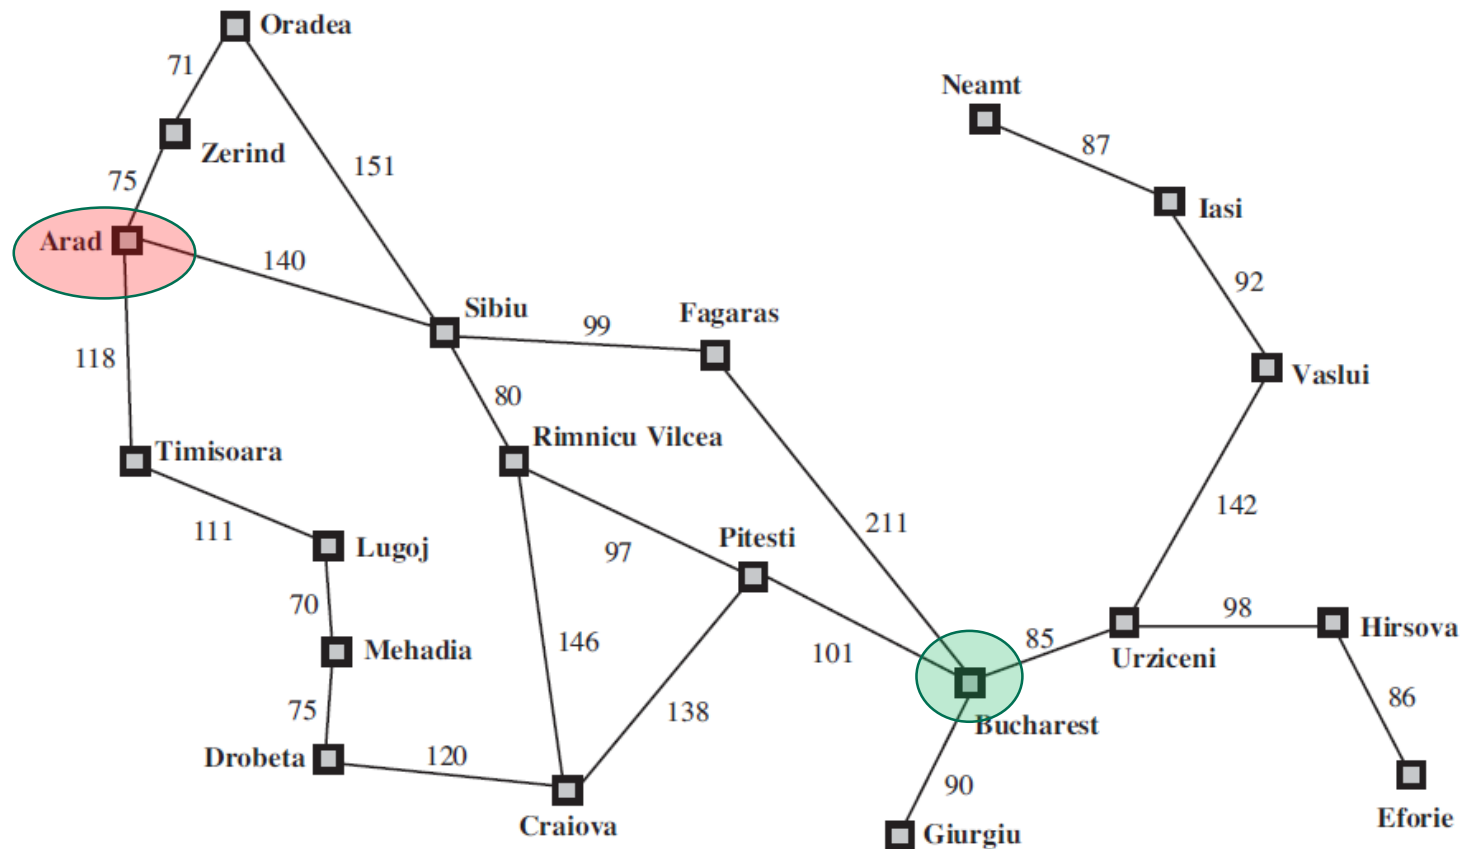 Oradea
71
Neamt
87
Zerind
151
75
Iasi
Arad
140
92
Sibiu
Fagaras
99
118
Vaslui
80
Timisoara
Rimnicu Vilcea
142
211
111
Lugoj
97
Pitesti
70
98
Hirsova
146
101
85
Mehadia
Urziceni
75
138
86
Bucharest
Drobeta
120
90
Craiova
Giurgiu
Eforie